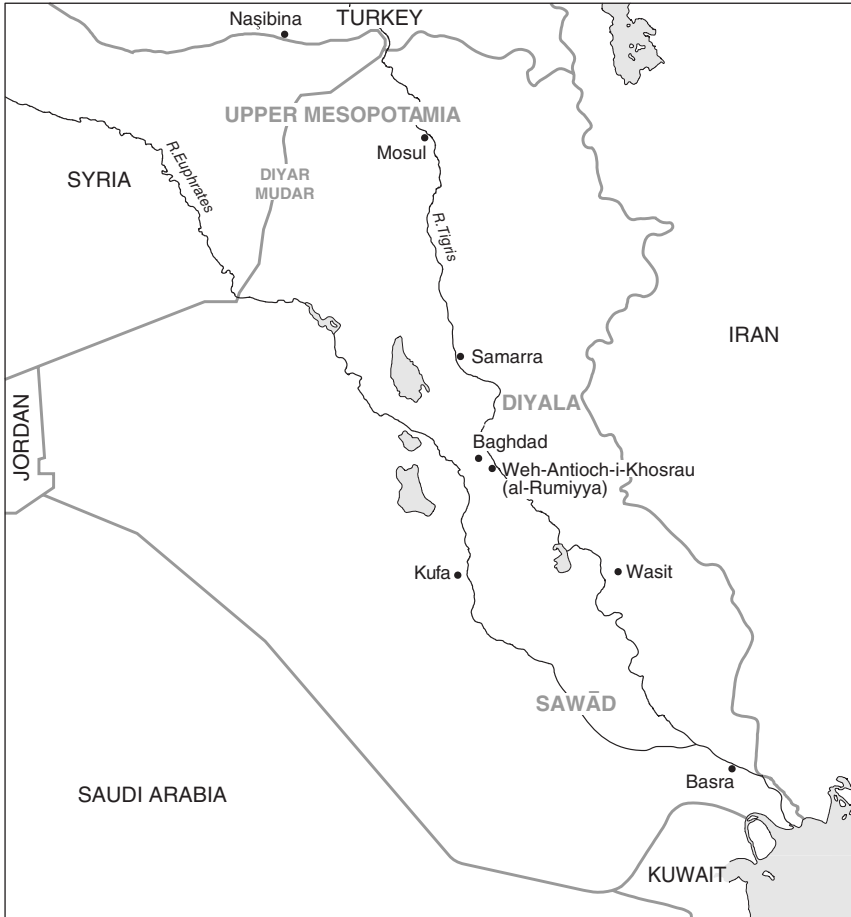 Naşibina
TURKEY
UPPER MESOPOTAMIA
Mosul
R.Euphrates
SYRIA
DIYAR
MUDAR
R.Tigris
IRAN
Samarra
DIYALA
JORDAN
Baghdad
Weh-Antioch-i-Khosrau
(al-Rumiyya)
Kufa
Wasit
SAWĀD
Basra
SAUDI ARABIA
KUWAIT